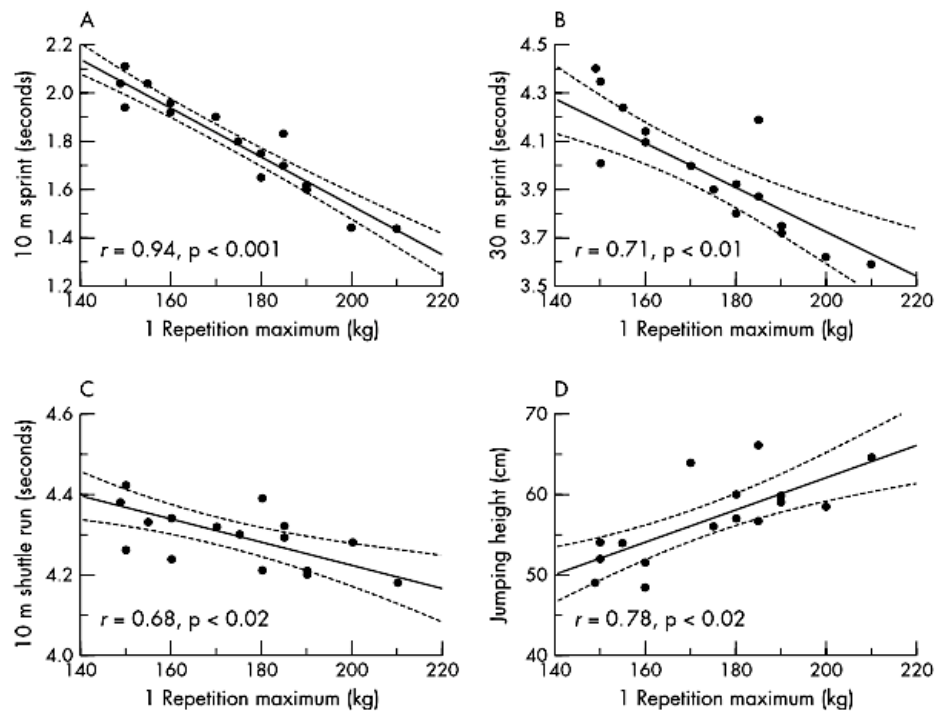 A
10 m sprint (seconds)
2.2
2.0
1.8
1.6
1.4
1.2
r = 0.94, p < 0.001
140 160 180 200 220
1 Repetition maximum (kg)
B
30 m sprint (seconds)
4.5
4.3
4.1
3.9
3.7
3.5
r = 0.71, p < 0.01
140 160 180 200 220
1 Repetition maximum (kg)
C
10 m shuttle run (seconds)
4.6
4.4
4.2
4.0
r = 0.68, p < 0.02
140 160 180 200 220
1 Repetition maximum (kg)
D
Jumping height (cm)
70
60
50
40
r = 0.78, p < 0.02
140 160 180 200 220
1 Repetition maximum (kg)